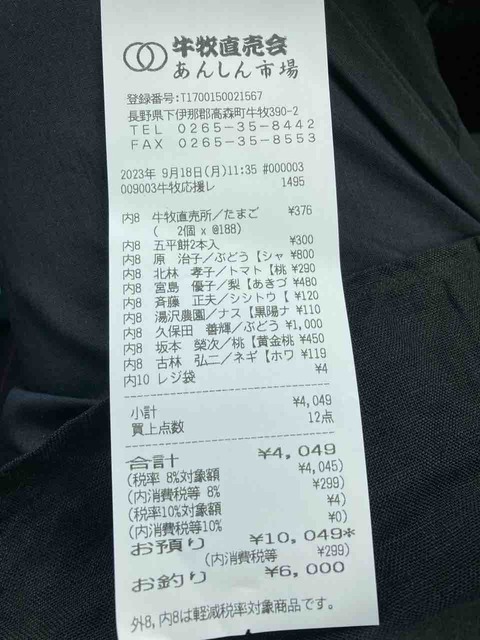 牛牧直売会
あんしん市場
登録番号:T1700150021567
長野県下伊那郡高森町牛牧390-2
TEL 0265-35-8442
FAX 0265-35-8553
2023年 9月18日(月)11:35 #000003
009003牛牧応援レ 1495
内8 牛牧直売所/たまご ¥376
( 2個 x @188)
内8 五平餅2本入 ¥300
内8 原 治子/ぶどう【シャ ¥800
内8 北林 孝子/トマト【桃 ¥290
内8 宮島 優子/梨【あきづ ¥480
内8 斉藤 正夫/シシトウ【 ¥120
内8 湯沢農園/ナス【黒陽ナ ¥110
内8 久保田 善輝/ぶどう ¥1,000
内8 坂本 榮次/桃【黄金桃 ¥450
内8 古林 弘二/ネギ【ホワ ¥119
内10 レジ袋 ¥4
小計 ¥4,049
買上点数 12点
合計 ¥4,049
(税率 8%対象額 ¥4,045)
(内消費税等 8% ¥299)
(税率10%対象額 ¥4)
(内消費税等10% ¥0)
お預り ¥10,049*
(内消費税等 ¥299)
お釣り ¥6,000
外8,内8は軽減税率対象商品です。